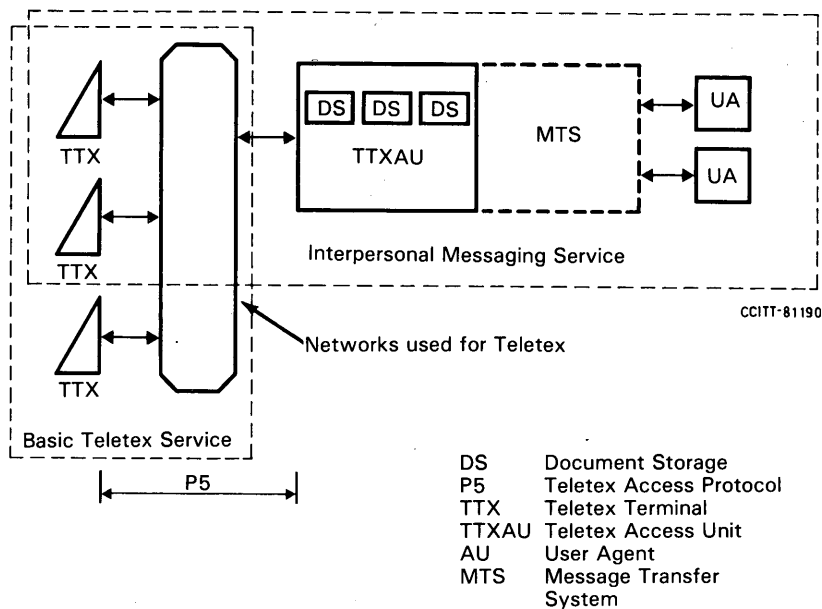 DS DS DS
TTXAU
MTS
UA
UA
TTX
TTX
TTX
Interpersonal Messaging Service
CCITT-81190
Networks used for Teletex
Basic Teletex Service
P5
DS Document Storage
P5 Teletex Access Protocol
TTX Teletex Terminal
TTXAU Teletex Access Unit
AU User Agent
MTS Message Transfer
System